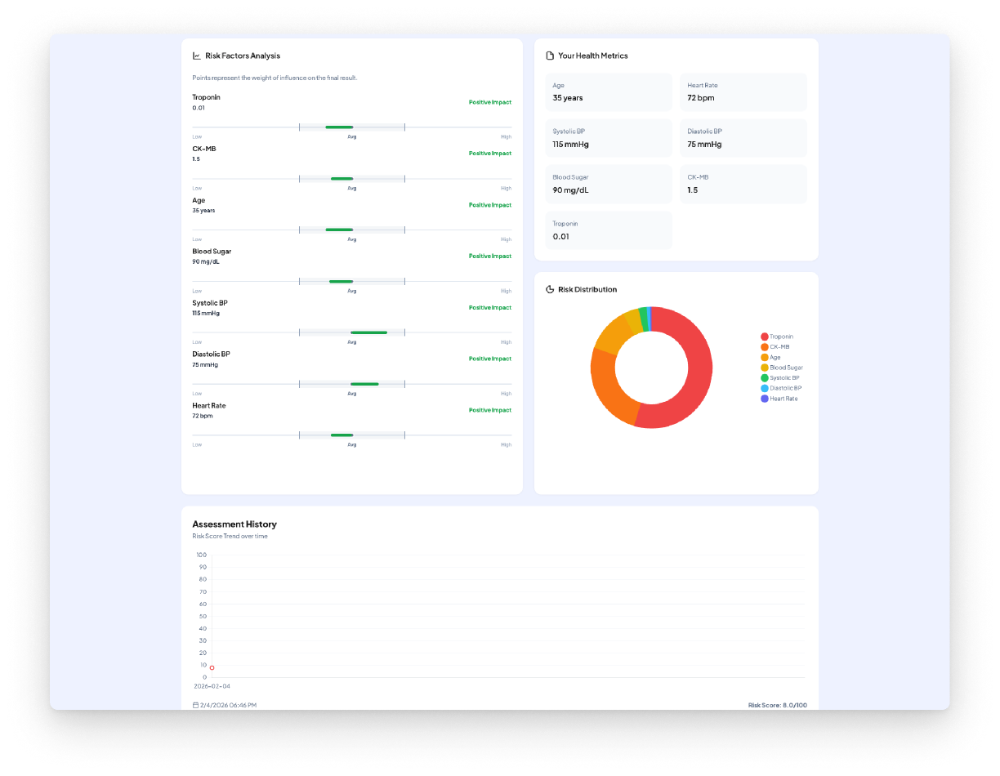 Risk Factors Analysis
Points represent the weight of influence on the final result.
Troponin
0.01
Positive Impact
Low
Avg
High
CK-MB
1.5
Positive Impact
Low
Avg
High
Age
35 years
Positive Impact
Low
Avg
High
Blood Sugar
90 mg/dL
Positive Impact
Low
Avg
High
Systolic BP
115 mmHg
Positive Impact
Low
Avg
High
Diastolic BP
75 mmHg
Positive Impact
Low
Avg
High
Heart Rate
72 bpm
Positive Impact
Low
Avg
High
Your Health Metrics
Age
35 years
Heart Rate
72 bpm
Systolic BP
115 mmHg
Diastolic BP
75 mmHg
Blood Sugar
90 mg/dL
CK-MB
1.5
Troponin
0.01
Risk Distribution
Troponin
CK-MB
Age
Blood Sugar
Systolic BP
Diastolic BP
Heart Rate
Assessment History
Risk Score Trend over time
100
90
80
70
60
50
40
30
20
10
0
2026-02-04
2/4/2026 06:46 PM
Risk Score: 8.0/100